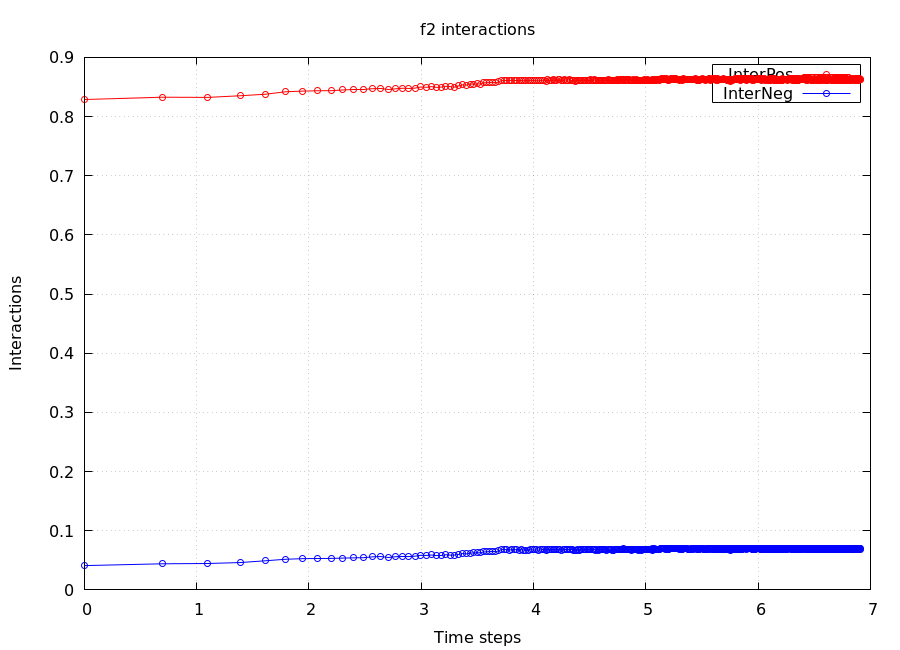 f2 interactions
0.9
0.8
0.7
0.6
0.5
0.4
0.3
0.2
0.1
0
0 1 2 3 4 5 6 7
Interactions
Time steps
InterPos
InterNeg